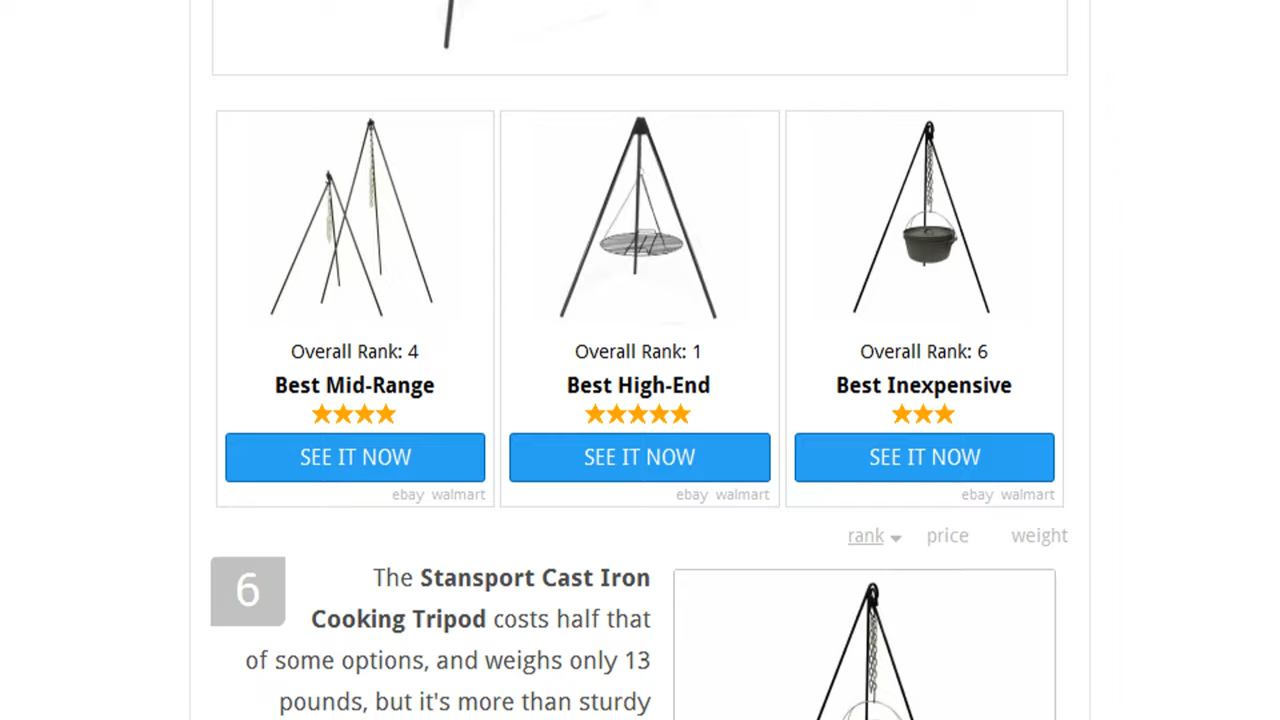 Overall Rank: 4
Best Mid-Range
SEE IT NOW
ebay walmart
Overall Rank: 1
Best High-End
SEE IT NOW
ebay walmart
Overall Rank: 6
Best Inexpensive
SEE IT NOW
ebay walmart
rank price weight
6
The Stansport Cast Iron
Cooking Tripod costs half that
of some options, and weighs only 13
pounds, but it's more than sturdy